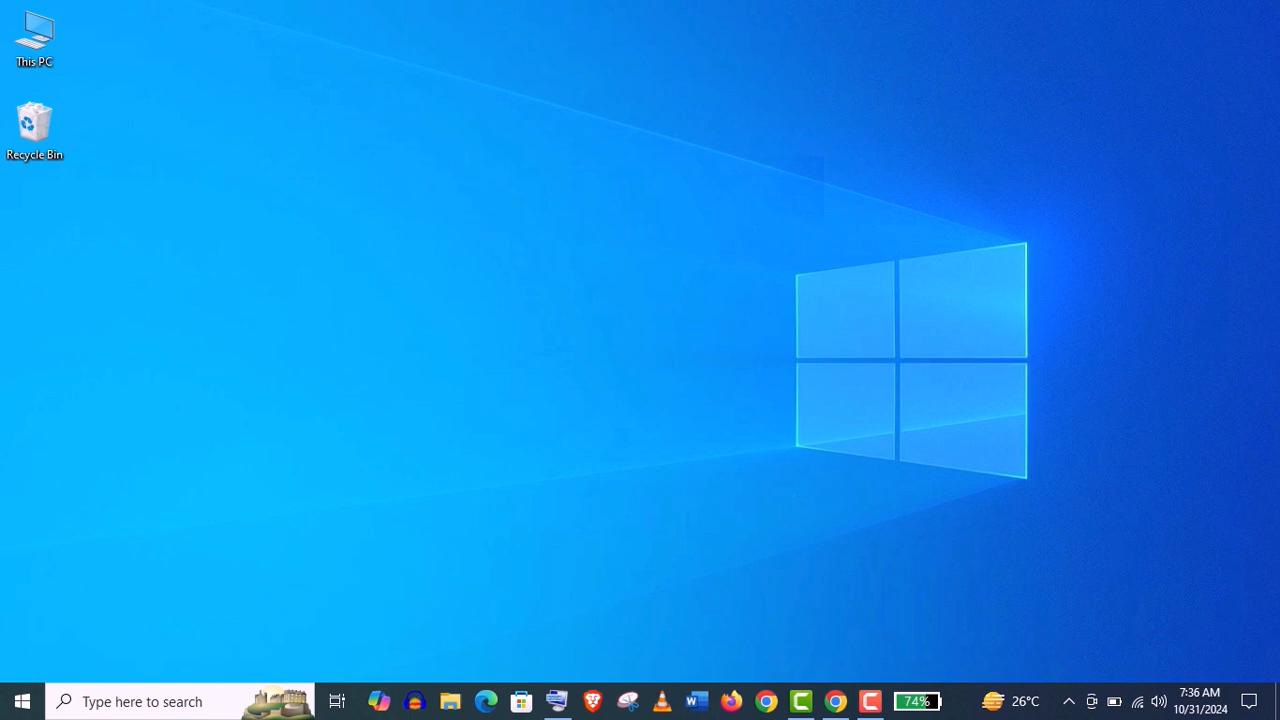 This PC
Recycle Bin
Type here to search
74%
26°C
7:36 AM
10/31/2024